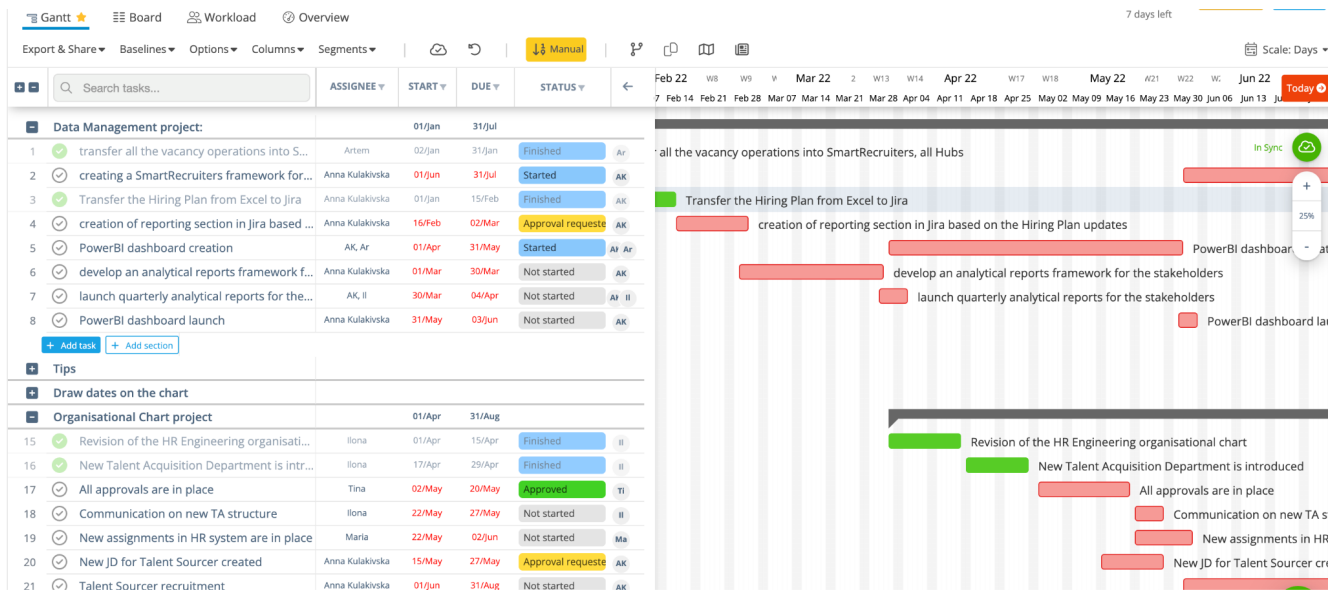 Gantt Board Workload Overview 7 days left
Export & Share Baselines Options Columns Segments Manual Scale: Days
Search tasks... ASSIGNEE START DUE STATUS
Feb 22 W8 W9 Mar 22 2 W13 W14 Apr 22 W17 W18 May 22 W21 W22 Jun 22 Today
7 Feb 14 Feb 21 Feb 28 Mar 07 Mar 14 Mar 21 Mar 28 Apr 04 Apr 11 Apr 18 Apr 25 May 02 May 09 May 16 May 23 May 30 Jun 06 Jun 13
Data Management project: 01/Jan 31/Jul
1 transfer all the vacancy operations into S... Artem 02/Jan 31/Jan Finished Ar all the vacancy operations into SmartRecruiters, all Hubs In Sync
2 creating a SmartRecruiters framework for... Anna Kulakivska 01/Jun 31/Jul Started AK +
3 Transfer the Hiring Plan from Excel to Jira Anna Kulakivska 01/Jan 15/Feb Finished AK Transfer the Hiring Plan from Excel to Jira
25%
4 creation of reporting section in Jira based ... Anna Kulakivska 16/Feb 02/Mar Approval requeste AK creation of reporting section in Jira based on the Hiring Plan updates
5 PowerBI dashboard creation AK, Ar 01/Apr 31/May Started Ar PowerBI dashboar -
6 develop an analytical reports framework f... Anna Kulakivska 01/Mar 30/Mar Not started AK develop an analytical reports framework for the stakeholders
7 launch quarterly analytical reports for the... AK, Il 30/Mar 04/Apr Not started Il launch quarterly analytical reports for the stakeholders
8 PowerBI dashboard launch Anna Kulakivska 31/May 03/Jun Not started AK PowerBI dashboard lau
+ Add task + Add section
Tips
Draw dates on the chart
Organisational Chart project 01/Apr 31/Aug
15 Revision of the HR Engineering organisati... Ilona 01/Apr 15/Apr Finished Il Revision of the HR Engineering organisational chart
16 New Talent Acquisition Department is intr... Ilona 17/Apr 29/Apr Finished Il New Talent Acquisition Department is introduced
17 All approvals are in place Tina 02/May 20/May Approved TI All approvals are in place
18 Communication on new TA structure Ilona 22/May 27/May Not started Il Communication on new TA s
19 New assignments in HR system are in place Maria 22/May 02/Jun Not started Ma New assignments in HR
20 New JD for Talent Sourcer created Anna Kulakivska 15/May 27/May Approval requeste AK New JD for Talent Sourcer cre
21 Talent Sourcer recruitment Anna Kulakivska 01/Jun 31/Aug Not started AK